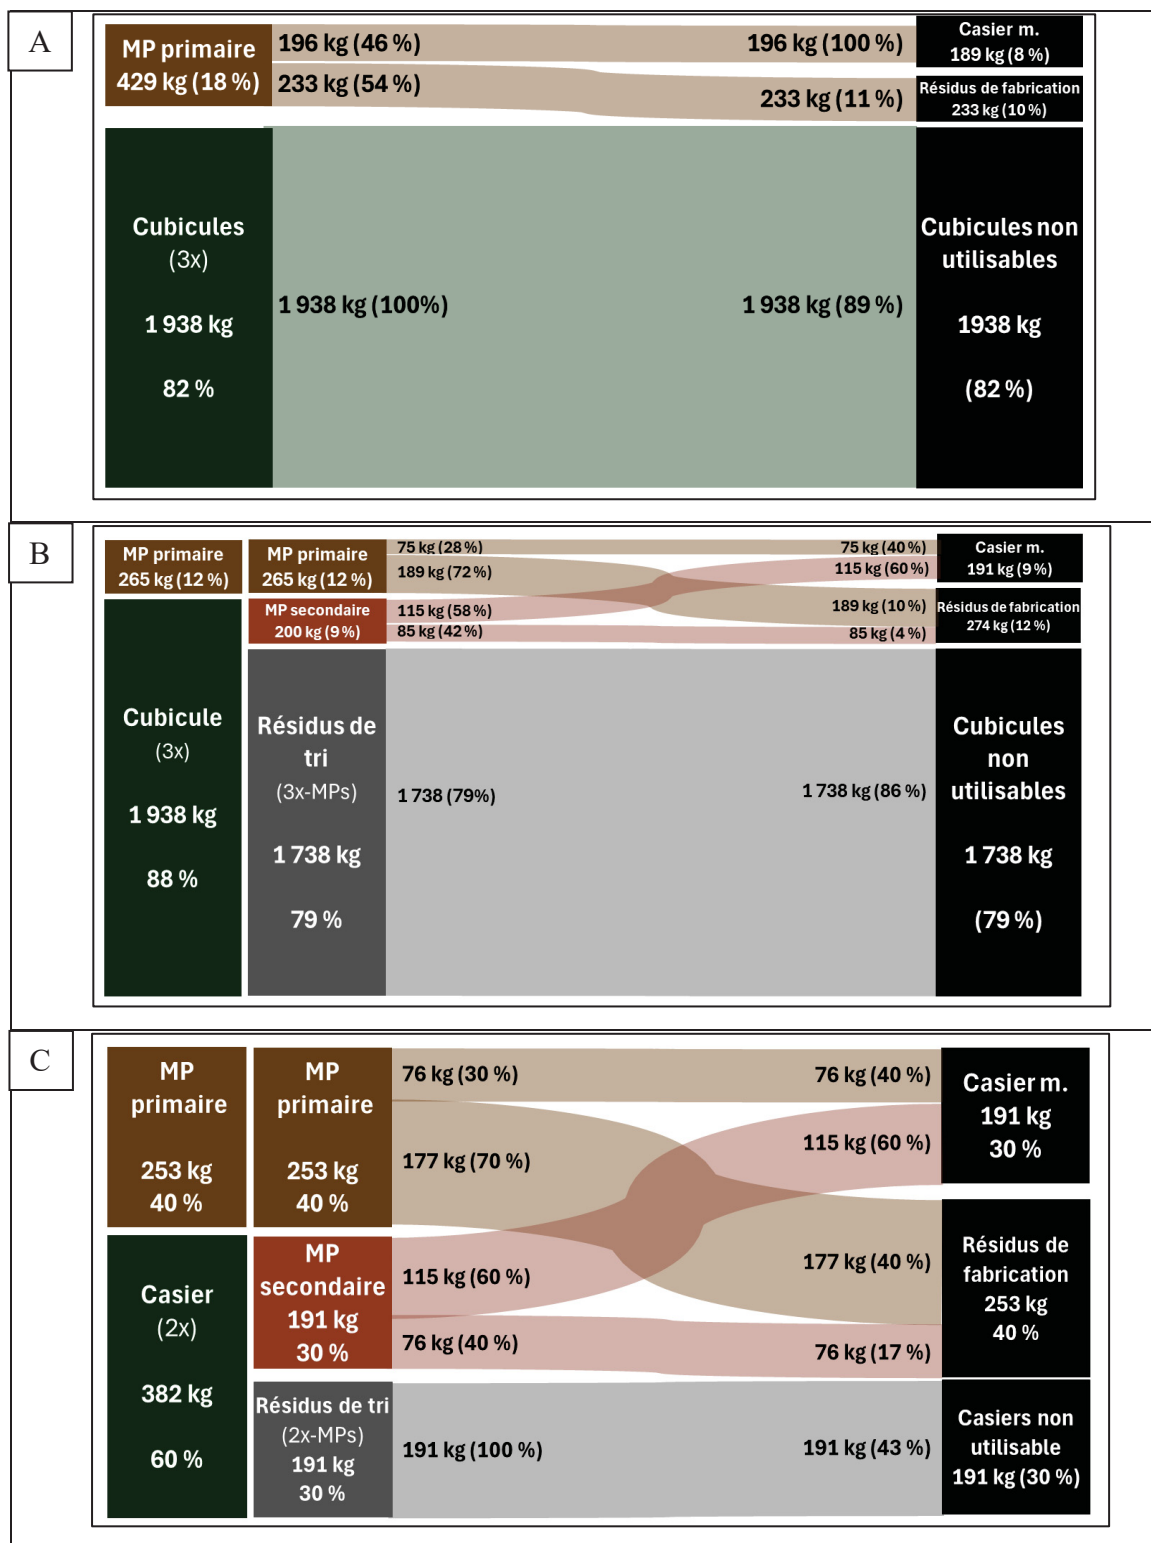 A
MP primaire
429 kg (18 %)
196 kg (46 %)
233 kg (54 %)
196 kg (100 %)
233 kg (11 %)
Casier m.
189 kg (8 %)
Résidus de fabrication
233 kg (10 %)
Cubicules
(3x)
1 938 kg
82 %
1 938 kg (100%)
1 938 kg (89 %)
Cubicules non
utilisables
1938 kg
(82 %)
B
MP primaire
265 kg (12 %)
MP primaire
265 kg (12 %)
75 kg (28 %)
189 kg (72 %)
75 kg (40 %)
115 kg (60 %)
Casier m.
191 kg (9 %)
MP secondaire
200 kg (9 %)
115 kg (58 %)
85 kg (42 %)
189 kg (10 %)
85 kg (4 %)
Résidus de fabrication
274 kg (12 %)
Cubicule
(3x)
1 938 kg
88 %
Résidus de
tri
(3x-MPs)
1 738 kg
79 %
1 738 (79%)
1 738 kg (86 %)
Cubicules
non
utilisables
1 738 kg
(79 %)
C
MP
primaire
253 kg
40 %
MP
primaire
253 kg
40 %
76 kg (30 %)
177 kg (70 %)
76 kg (40 %)
115 kg (60 %)
Casier m.
191 kg
30 %
Casier
(2x)
382 kg
60 %
MP
secondaire
191 kg
30 %
115 kg (60 %)
76 kg (40 %)
177 kg (40 %)
76 kg (17 %)
Résidus de
fabrication
253 kg
40 %
Résidus de tri
(2x-MPs)
191 kg
30 %
191 kg (100 %)
191 kg (43 %)
Casiers non
utilisable
191 kg (30 %)